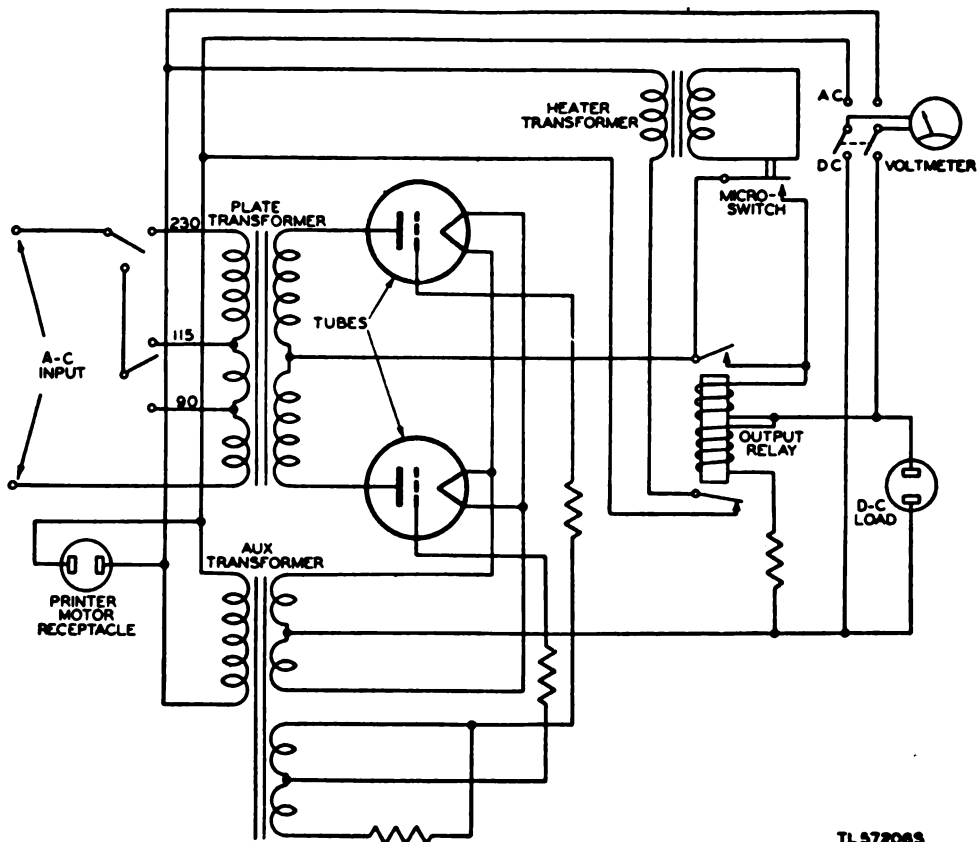 HEATER
TRANSFORMER
A C
D C
VOLTMETER
MICRO-
SWITCH
PLATE
TRANSFORMER
230
115
90
A-C
INPUT
TUBES
OUTPUT
RELAY
D-C
LOAD
AUX
TRANSFORMER
PRINTER
MOTOR
RECEPTACLE
TL57208S